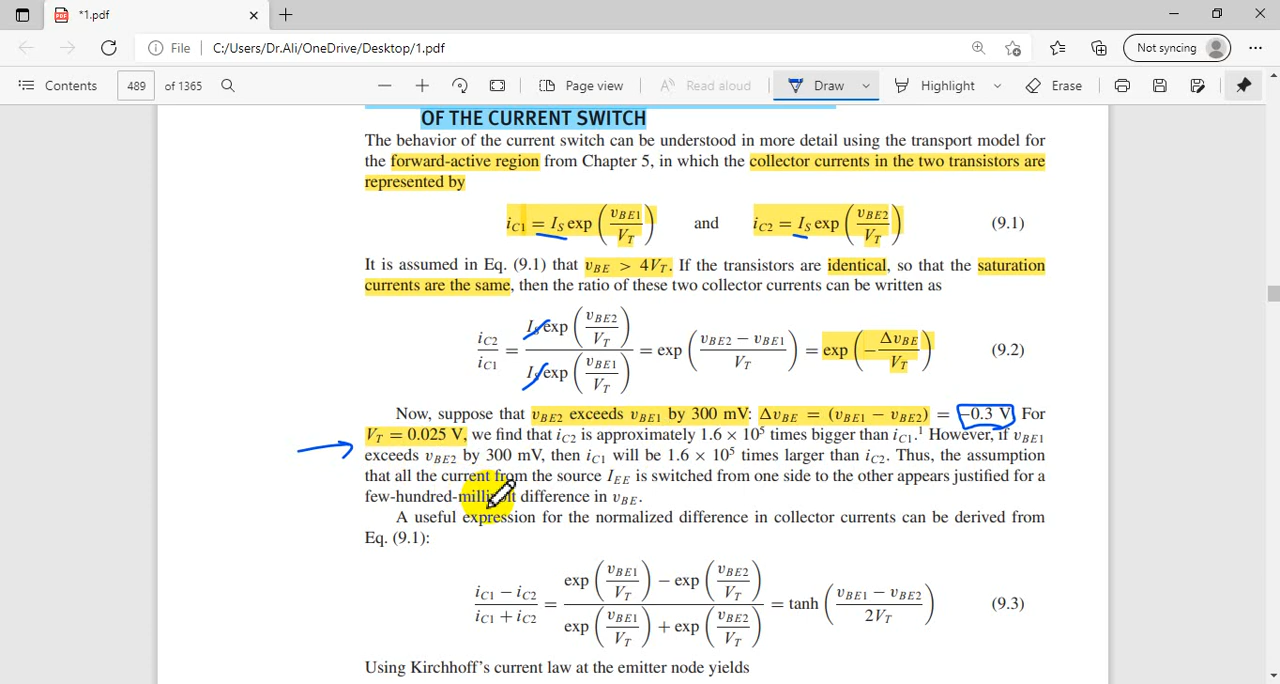 *1.pdf
File C:/Users/Dr.Ali/OneDrive/Desktop/1.pdf Not syncing
Contents 489 of 1365 Page view Read aloud Draw Highlight Erase
OF THE CURRENT SWITCH
The behavior of the current switch can be understood in more detail using the transport model for
the forward-active region from Chapter 5, in which the collector currents in the two transistors are
represented by
i_C1 = I_S exp (v_BE1 / V_T) and i_C2 = I_S exp (v_BE2 / V_T) (9.1)
It is assumed in Eq. (9.1) that v_BE > 4V_T. If the transistors are identical, so that the saturation
currents are the same, then the ratio of these two collector currents can be written as
i_C2 / i_C1 = I_S exp (v_BE2 / V_T) / I_S exp (v_BE1 / V_T) = exp ((v_BE2 − v_BE1) / V_T) = exp (−Δv_BE / V_T) (9.2)
Now, suppose that v_BE2 exceeds v_BE1 by 300 mV: Δv_BE = (v_BE1 − v_BE2) = −0.3 V. For
V_T = 0.025 V, we find that i_C2 is approximately 1.6 × 10⁵ times bigger than i_C1.¹ However, if v_BE1
exceeds v_BE2 by 300 mV, then i_C1 will be 1.6 × 10⁵ times larger than i_C2. Thus, the assumption
that all the current from the source I_EE is switched from one side to the other appears justified for a
few-hundred-millivolt difference in v_BE.
A useful expression for the normalized difference in collector currents can be derived from
Eq. (9.1):
(i_C1 − i_C2) / (i_C1 + i_C2) = (exp (v_BE1 / V_T) − exp (v_BE2 / V_T)) / (exp (v_BE1 / V_T) + exp (v_BE2 / V_T)) = tanh ((v_BE1 − v_BE2) / 2V_T) (9.3)
Using Kirchhoff's current law at the emitter node yields